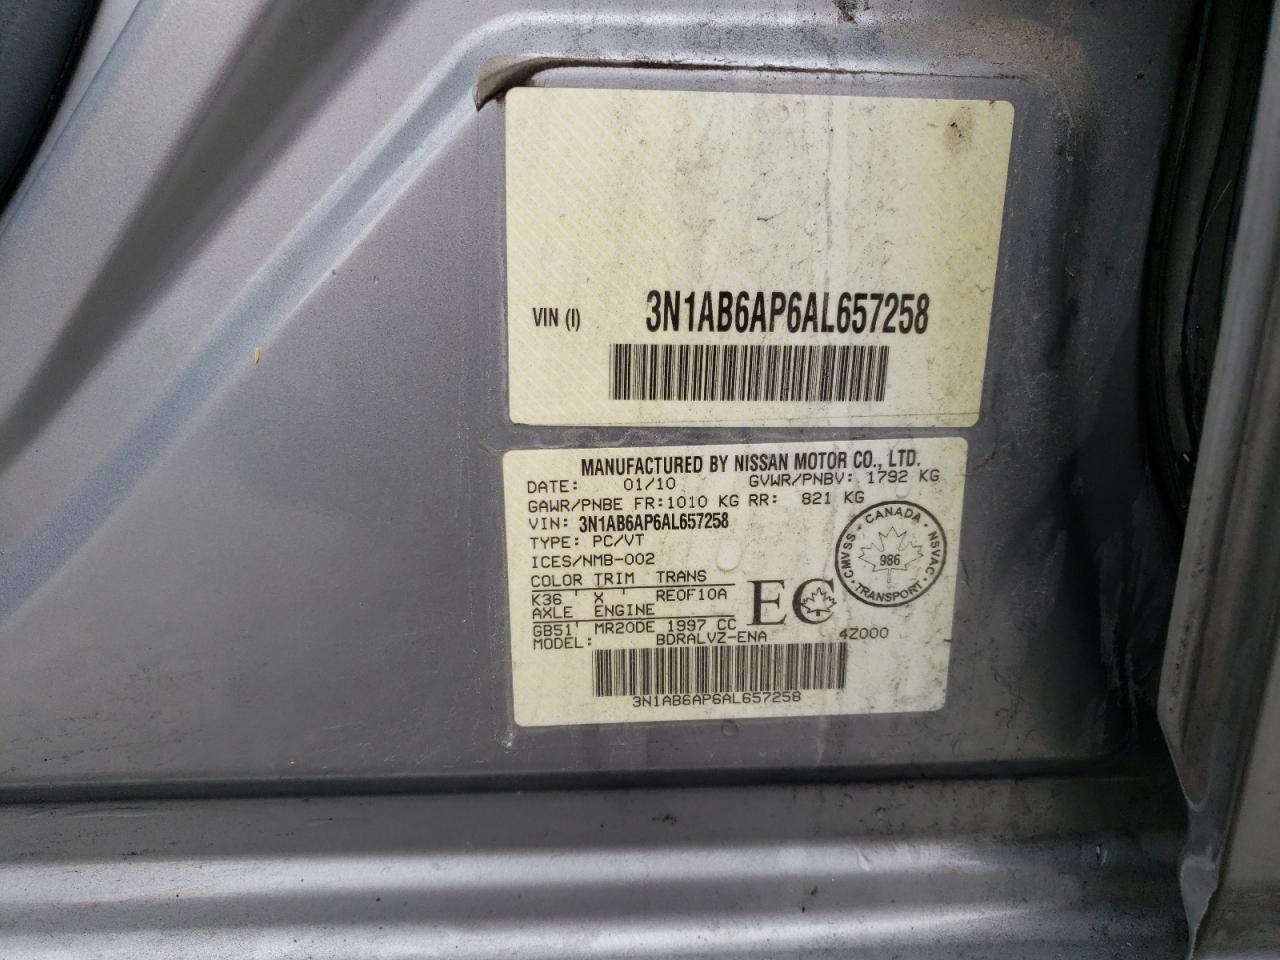 VIN (I) 3N1AB6AP6AL657258
MANUFACTURED BY NISSAN MOTOR CO., LTD.
DATE: 01/10 GVWR/PNBV: 1792 KG
GAWR/PNBE FR:1010 KG RR: 821 KG
VIN: 3N1AB6AP6AL657258
TYPE: PC/VT
ICES/NMB-002
COLOR TRIM TRANS
K36 X REOF10A
AXLE ENGINE
GB51 MR20DE 1997 CC
MODEL: BDRALVZ-ENA 4Z000
EC
CANADA
CMVSS NSVAC
986
TRANSPORT
3N1AB6AP6AL657258